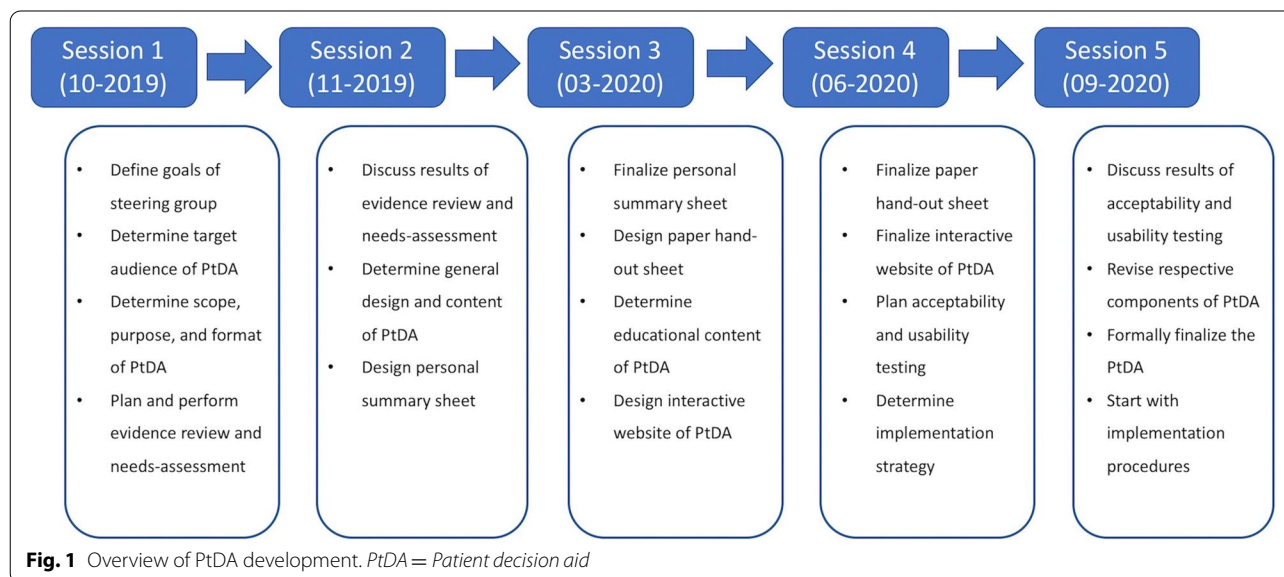 Session 1
(10-2019)
Session 2
(11-2019)
Session 3
(03-2020)
Session 4
(06-2020)
Session 5
(09-2020)
• Define goals of
steering group
• Determine target
audience of PtDA
• Determine scope,
purpose, and format
of PtDA
• Plan and perform
evidence review and
needs-assessment
• Discuss results of
evidence review and
needs-assessment
• Determine general
design and content
of PtDA
• Design personal
summary sheet
• Finalize personal
summary sheet
• Design paper hand-
out sheet
• Determine
educational content
of PtDA
• Design interactive
website of PtDA
• Finalize paper
hand-out sheet
• Finalize interactive
website of PtDA
• Plan acceptability
and usability
testing
• Determine
implementation
strategy
• Discuss results of
acceptability and
usability testing
• Revise respective
components of PtDA
• Formally finalize the
PtDA
• Start with
implementation
procedures
Fig. 1 Overview of PtDA development. PtDA = Patient decision aid